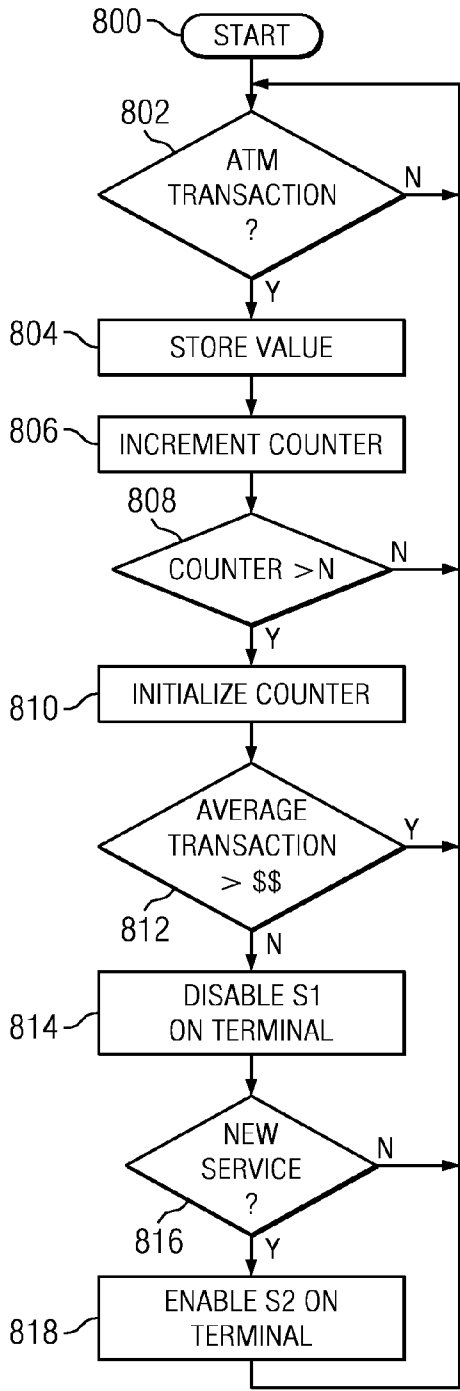 800
START
802
ATM
TRANSACTION
?
N
Y
804
STORE VALUE
806
INCREMENT COUNTER
808
COUNTER >N
N
Y
810
INITIALIZE COUNTER
AVERAGE
TRANSACTION
> $$
Y
812
N
814
DISABLE S1
ON TERMINAL
NEW
SERVICE
?
N
816
Y
818
ENABLE S2 ON
TERMINAL